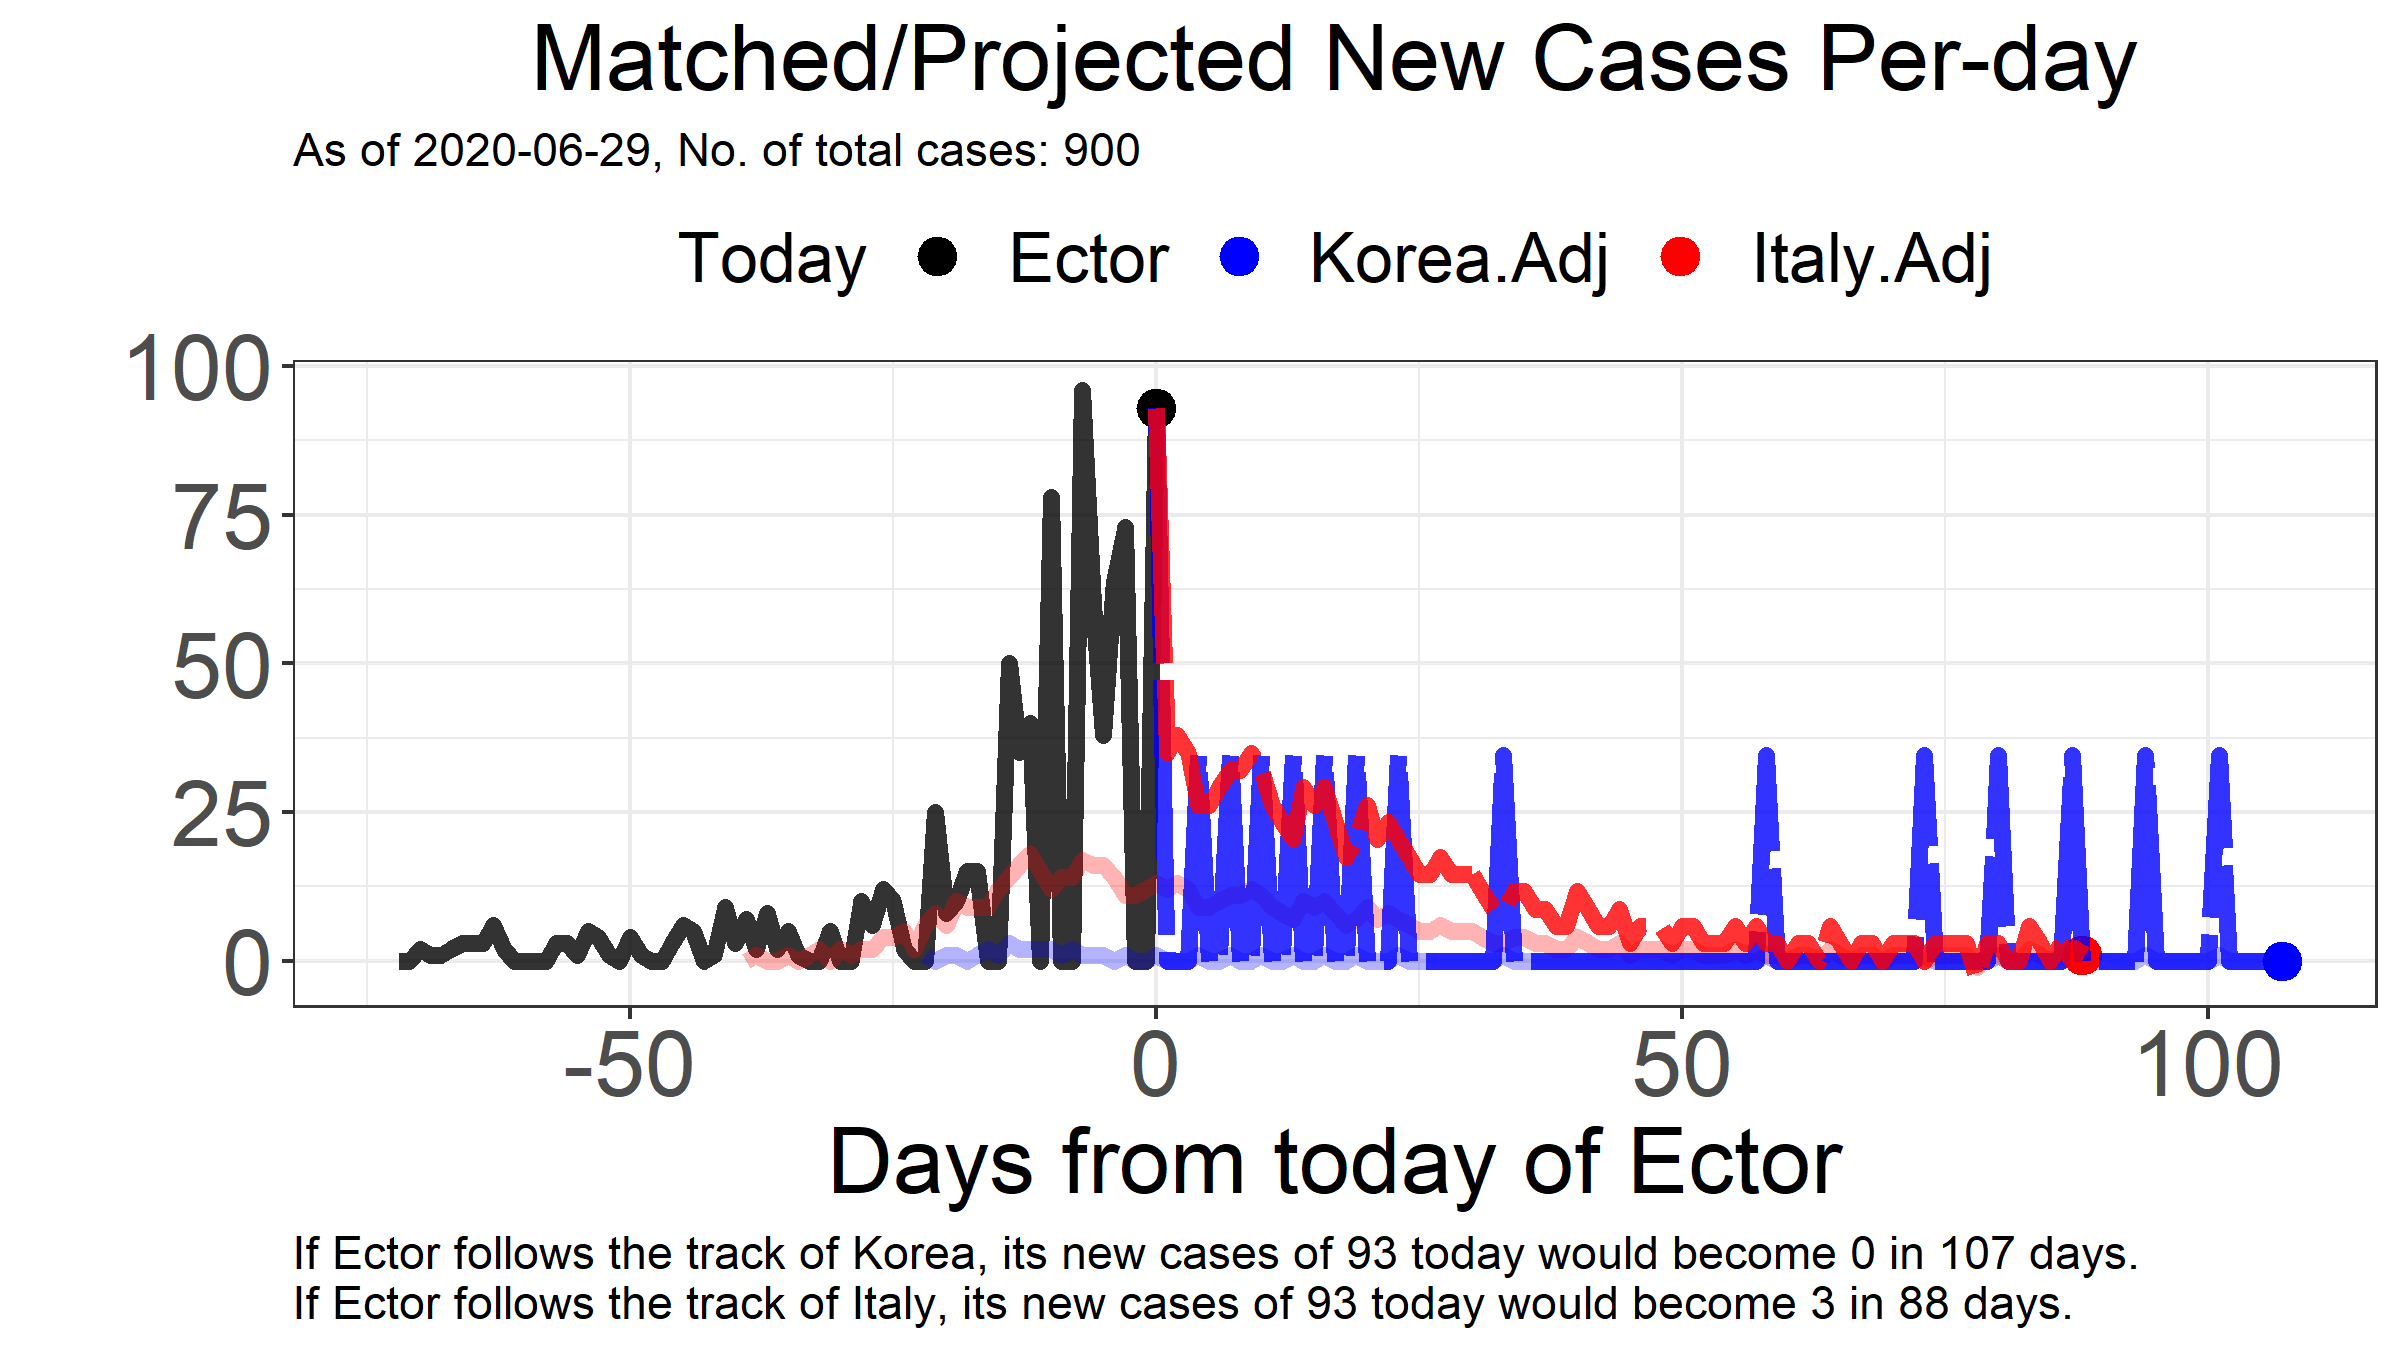 Matched/Projected New Cases Per-day
As of 2020-06-29, No. of total cases: 900
Today Ector Korea.Adj Italy.Adj
100
75
50
25
0
-50 0 50 100
Days from today of Ector
If Ector follows the track of Korea, its new cases of 93 today would become 0 in 107 days.
If Ector follows the track of Italy, its new cases of 93 today would become 3 in 88 days.